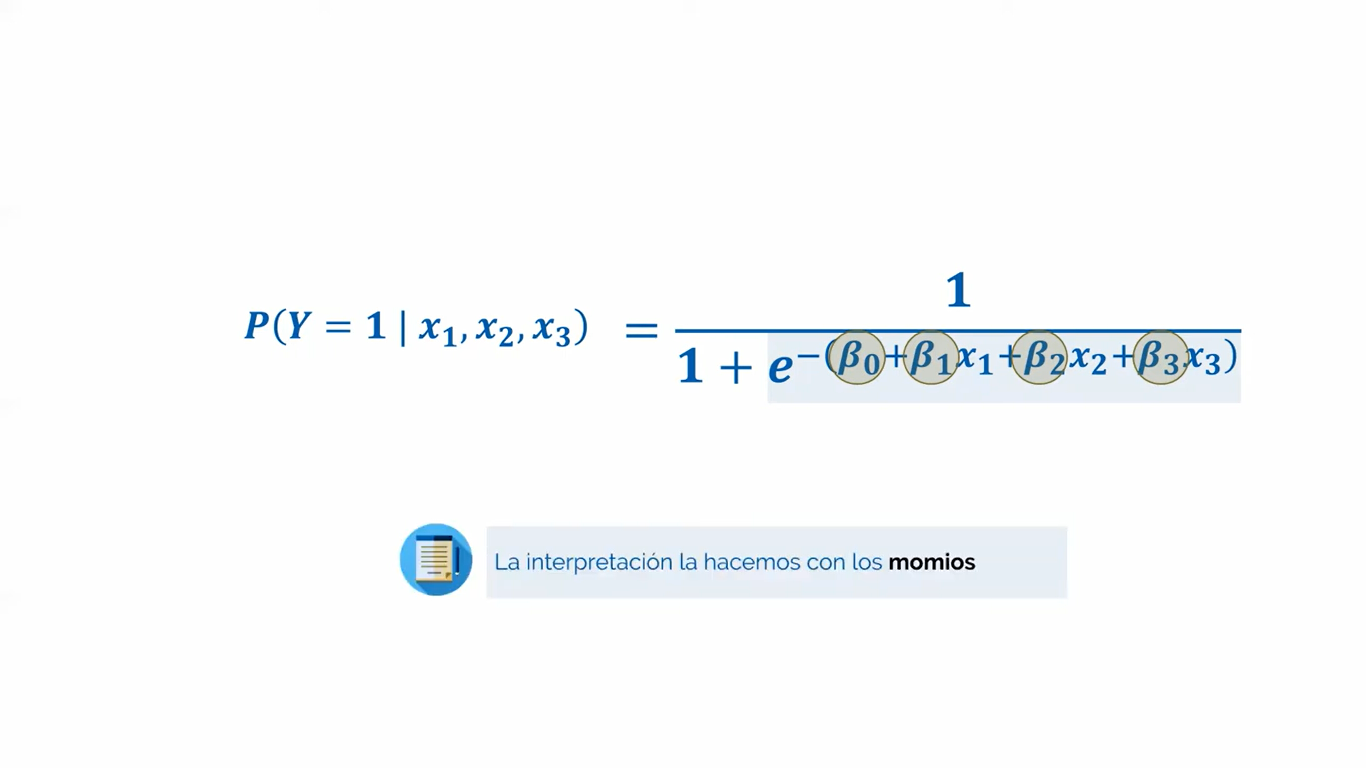 P(Y = 1 | x₁, x₂, x₃) = 1 / (1 + e^−(β₀+β₁x₁+β₂x₂+β₃x₃))
La interpretación la hacemos con los momios